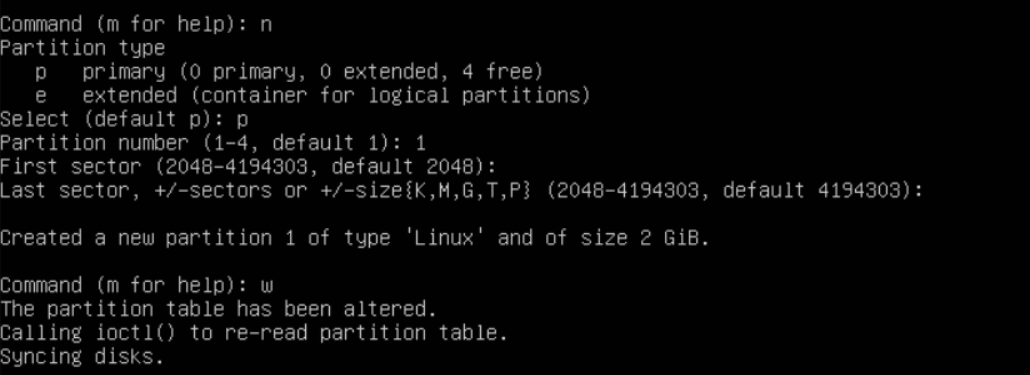 Command (m for help): n
Partition type
   p   primary (0 primary, 0 extended, 4 free)
   e   extended (container for logical partitions)
Select (default p): p
Partition number (1-4, default 1): 1
First sector (2048-4194303, default 2048):
Last sector, +/-sectors or +/-size{K,M,G,T,P} (2048-4194303, default 4194303):
Created a new partition 1 of type 'Linux' and of size 2 GiB.
Command (m for help): w
The partition table has been altered.
Calling ioctl() to re-read partition table.
Syncing disks.